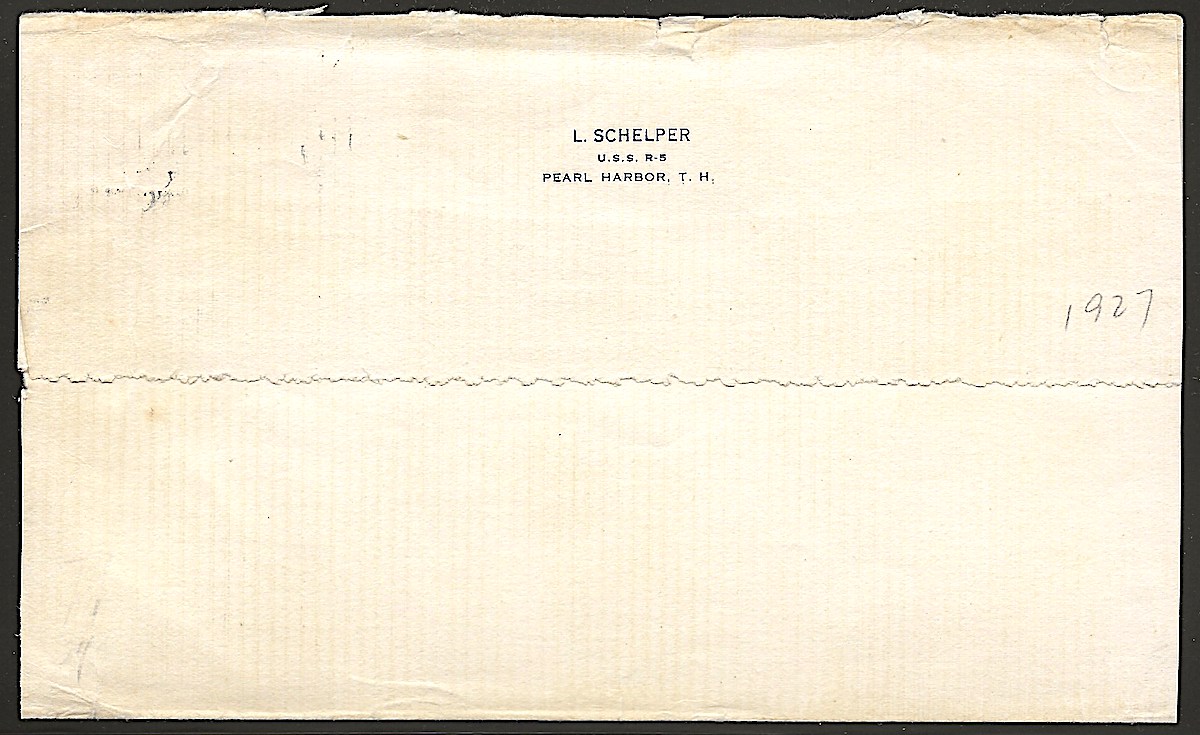 L. SCHELPER
U.S.S. R-5
PEARL HARBOR, T. H.
1927